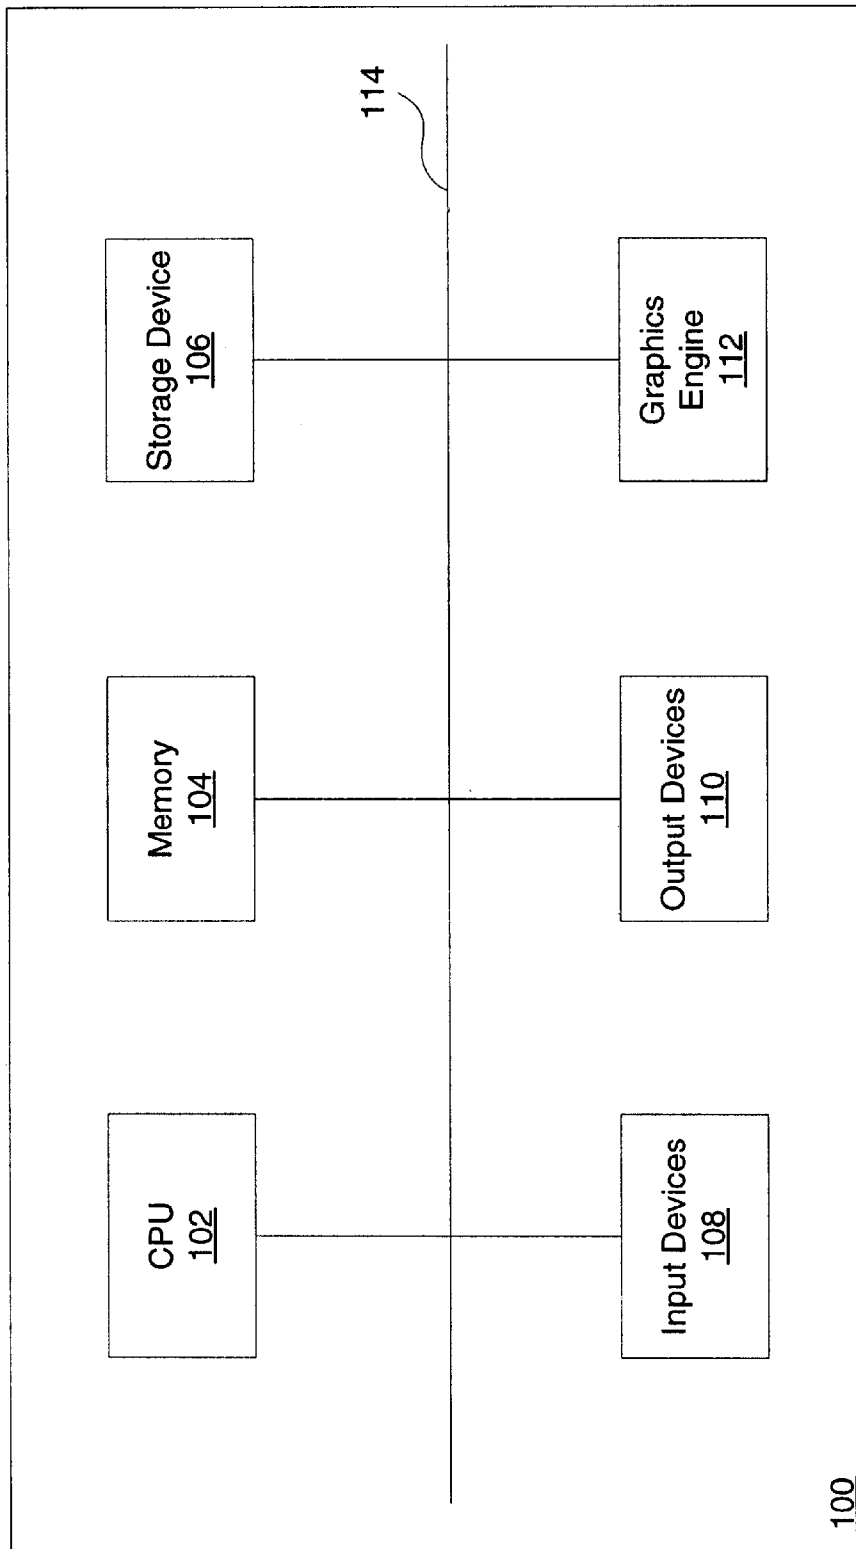 CPU
102
Memory
104
Storage Device
106
114
Input Devices
108
Output Devices
110
Graphics
Engine
112
100